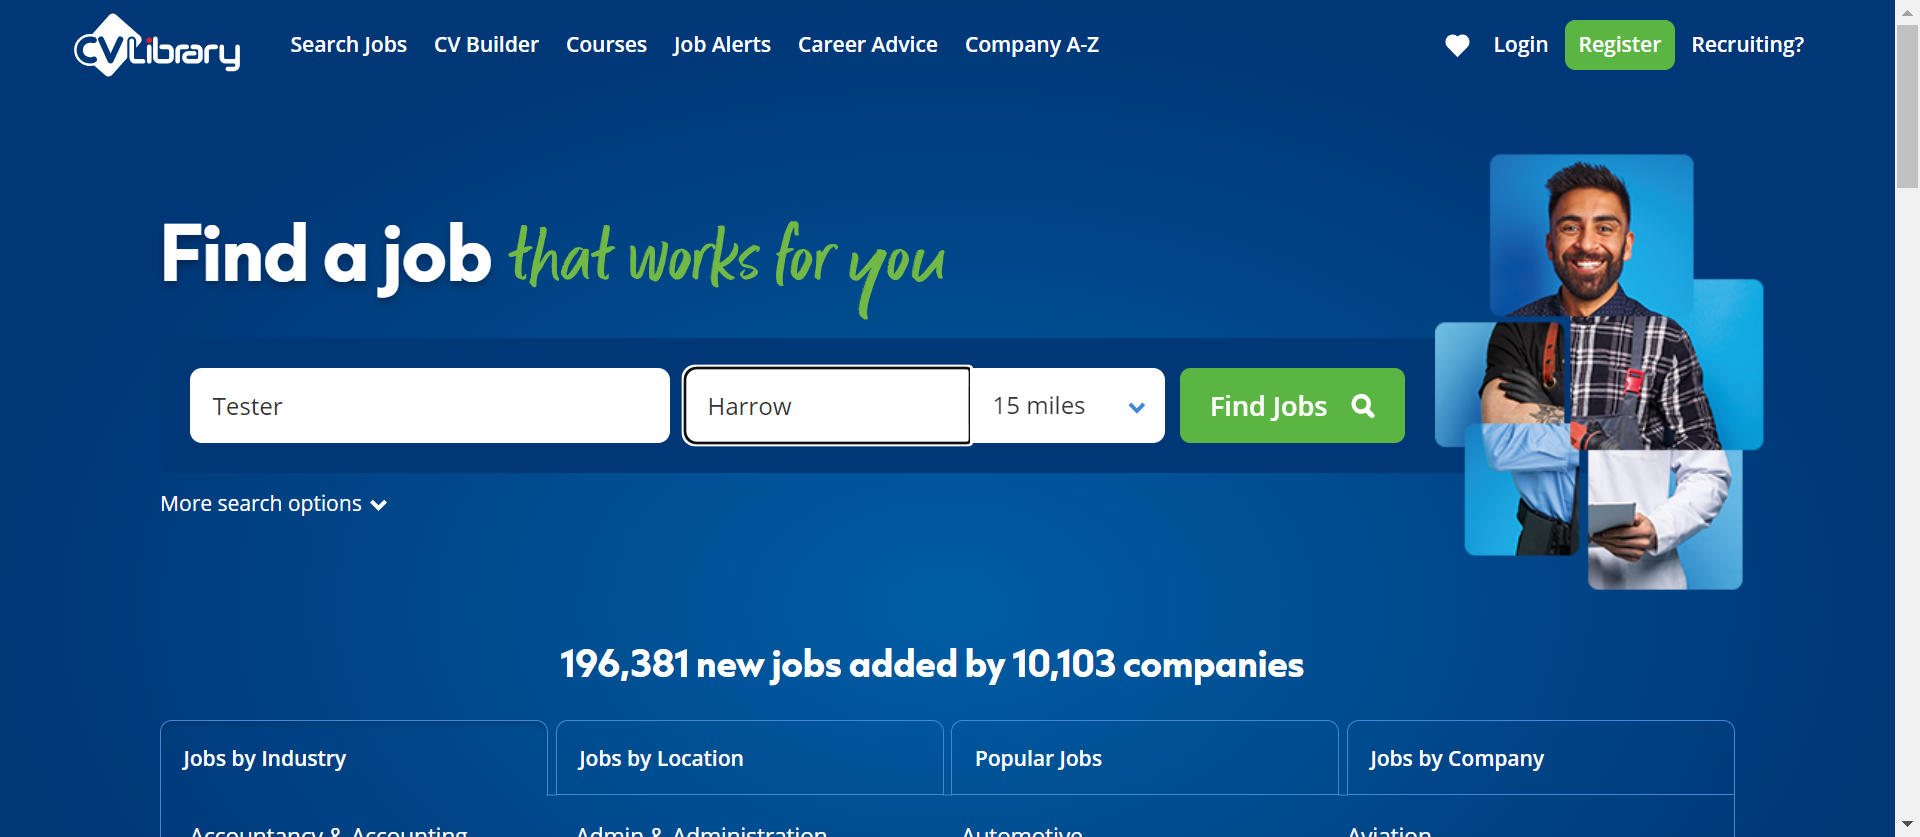 CVLibrary
Search Jobs CV Builder Courses Job Alerts Career Advice Company A-Z
Login Register Recruiting?
Find a job that works for you
Tester Harrow 15 miles Find Jobs
More search options
196,381 new jobs added by 10,103 companies
Jobs by Industry Jobs by Location Popular Jobs Jobs by Company
Accountancy & Accounting Admin & Administration Automotive Aviation